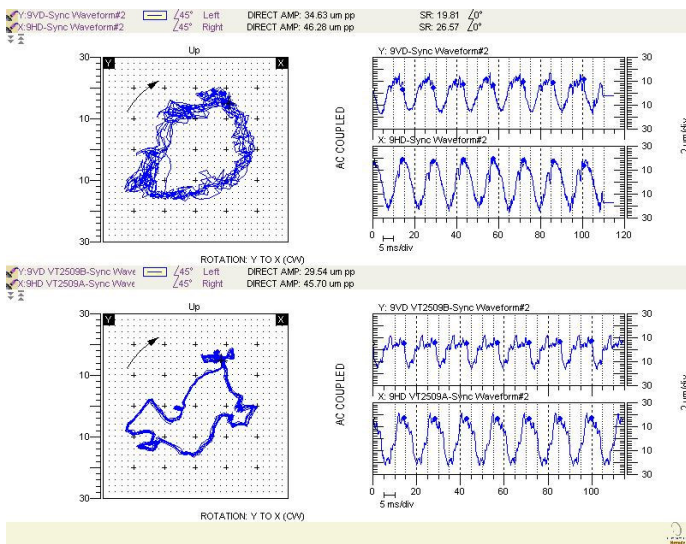 Y:9VD-Sync Waveform#2 ∠45° Left DIRECT AMP: 34.63 um pp SR: 19.81 ∠0°
X:9HD-Sync Waveform#2 ∠45° Right DIRECT AMP: 46.28 um pp SR: 26.57 ∠0°
Up
30
Y X
10
10
30
ROTATION: Y TO X (CW)
AC COUPLED
Y: 9VD-Sync Waveform#2
30
10
10
30
X: 9HD-Sync Waveform#2
30
10
10
30
2 um/div
0 20 40 60 80 100 120
5 ms/div
Y:9VD VT2509B-Sync Wave ∠45° Left DIRECT AMP: 29.54 um pp
X:9HD VT2509A-Sync Wave ∠45° Right DIRECT AMP: 45.70 um pp
Up
30
Y X
10
10
30
ROTATION: Y TO X (CW)
AC COUPLED
Y: 9VD VT2509B-Sync Waveform#2
30
10
10
30
X: 9HD VT2509A-Sync Waveform#2
30
10
10
30
2 um/div
0 20 40 60 80 100
5 ms/div